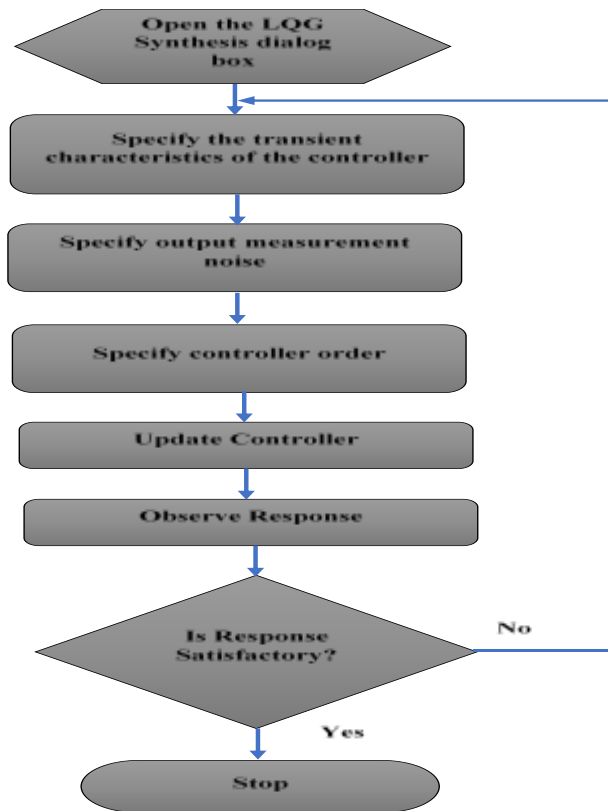 Open the LQG
Synthesis dialog
box
Specify the transient
characteristics of the controller
Specify output measurement
noise
Specify controller order
Update Controller
Observe Response
Is Response
Satisfactory?
No
Yes
Stop